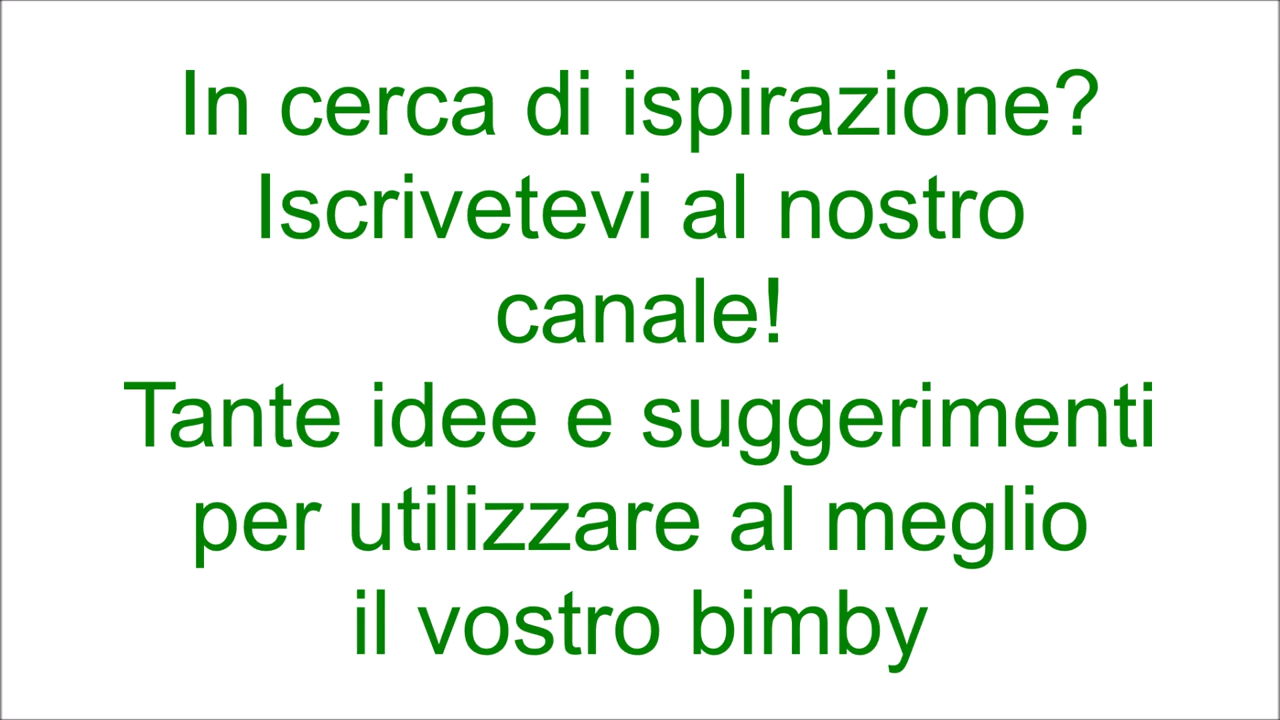 In cerca di ispirazione?
Iscrivetevi al nostro
canale!
Tante idee e suggerimenti
per utilizzare al meglio
il vostro bimby